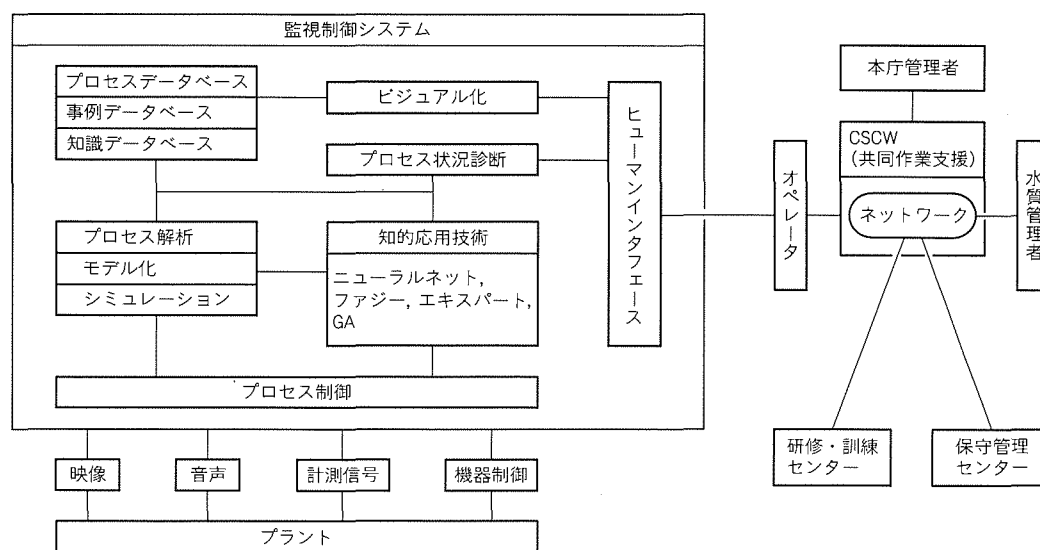 監視制御システム
プロセスデータベース
事例データベース
知識データベース
ビジュアル化
プロセス状況診断
プロセス解析
モデル化
シミュレーション
知的応用技術
ニューラルネット,
ファジー, エキスパート,
GA
ヒューマンインタフェース
プロセス制御
映像
音声
計測信号
機器制御
プラント
オペレータ
本庁管理者
CSCW
(共同作業支援)
ネットワーク
水質管理者
研修・訓練
センター
保守管理
センター